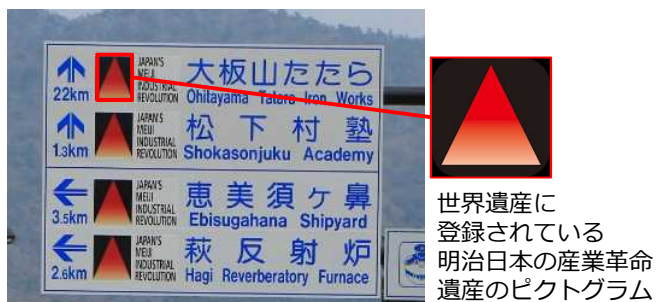 22km
JAPAN'S
MEIJI
INDUSTRIAL
REVOLUTION
大板山たたら
Ohitayama Tatara Iron Works
1.3km
JAPAN'S
MEIJI
INDUSTRIAL
REVOLUTION
松下村塾
Shokasonjuku Academy
3.5km
JAPAN'S
MEIJI
INDUSTRIAL
REVOLUTION
恵美須ヶ鼻
Ebisugahana Shipyard
2.6km
JAPAN'S
MEIJI
INDUSTRIAL
REVOLUTION
萩反射炉
Hagi Reverberatory Furnace
世界遺産に
登録されている
明治日本の産業革命
遺産のピクトグラム